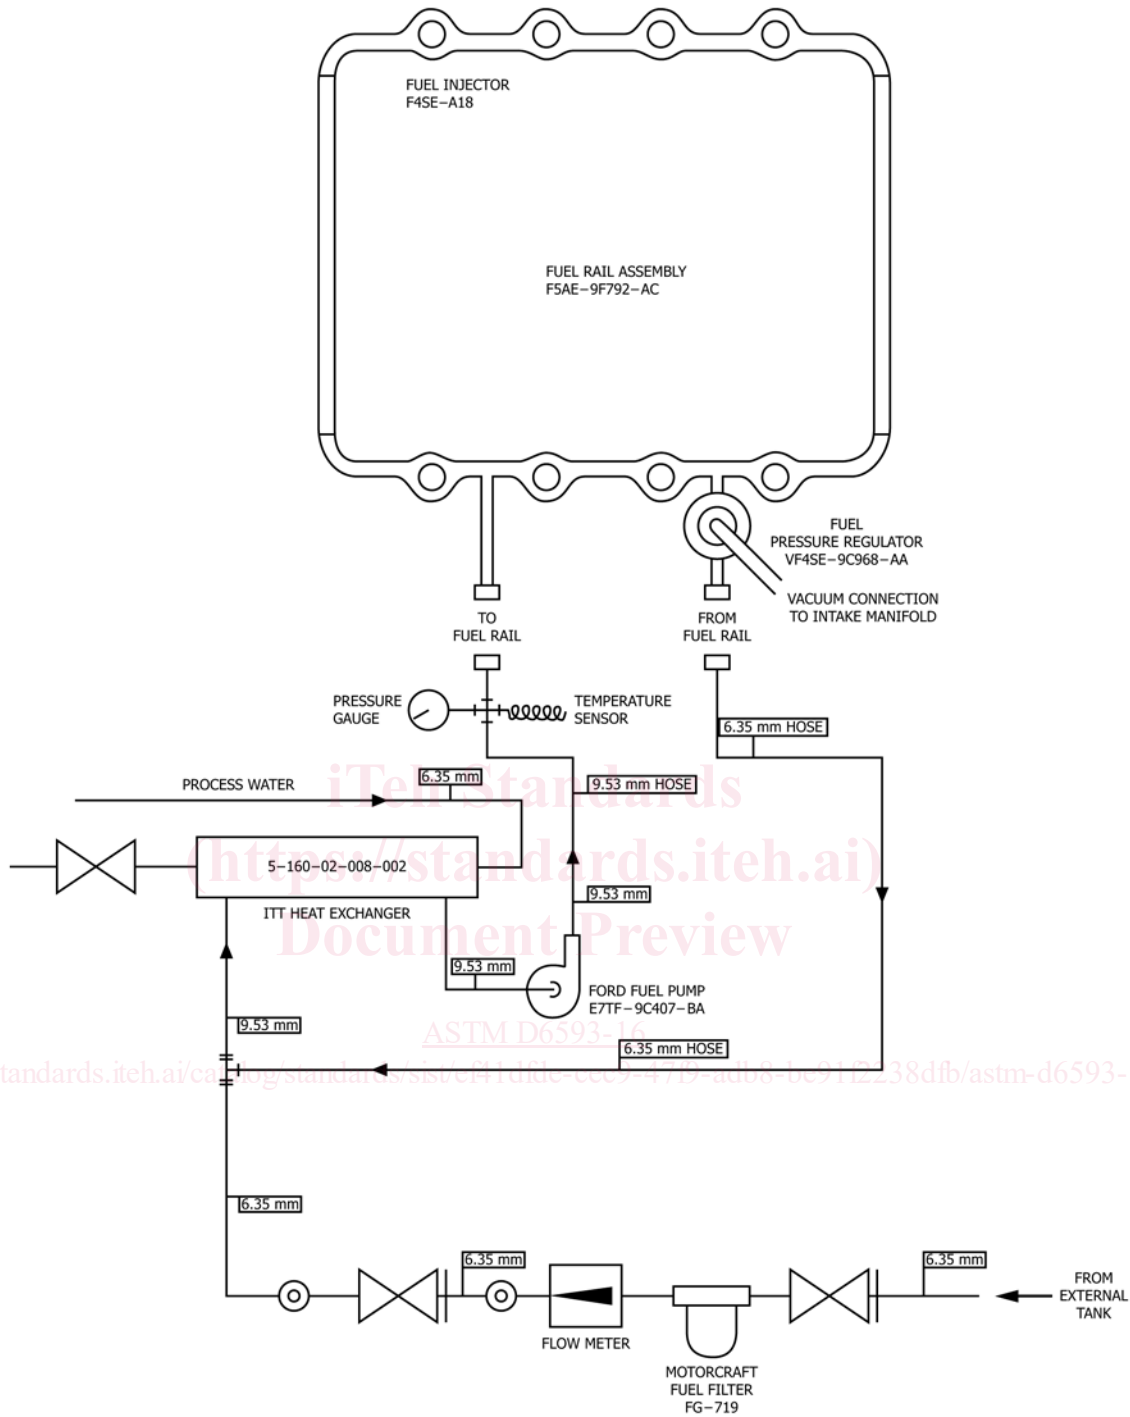 FUEL INJECTOR
F4SE-A18
FUEL RAIL ASSEMBLY
F5AE-9F792-AC
FUEL
PRESSURE REGULATOR
VF4SE-9C968-AA
VACUUM CONNECTION
TO INTAKE MANIFOLD
TO
FUEL RAIL
FROM
FUEL RAIL
PRESSURE
GAUGE
TEMPERATURE
SENSOR
6.35 mm HOSE
PROCESS WATER
6.35 mm
9.53 mm HOSE
iTeh Standards
(https://standards.iteh.ai)
Document Preview
5-160-02-008-002
ITT HEAT EXCHANGER
9.53 mm
9.53 mm
FORD FUEL PUMP
E7TF-9C407-BA
9.53 mm
ASTM D6593-16
6.35 mm HOSE
6.35 mm
6.35 mm
6.35 mm
FROM
EXTERNAL
TANK
FLOW METER
MOTORCRAFT
FUEL FILTER
FG-719